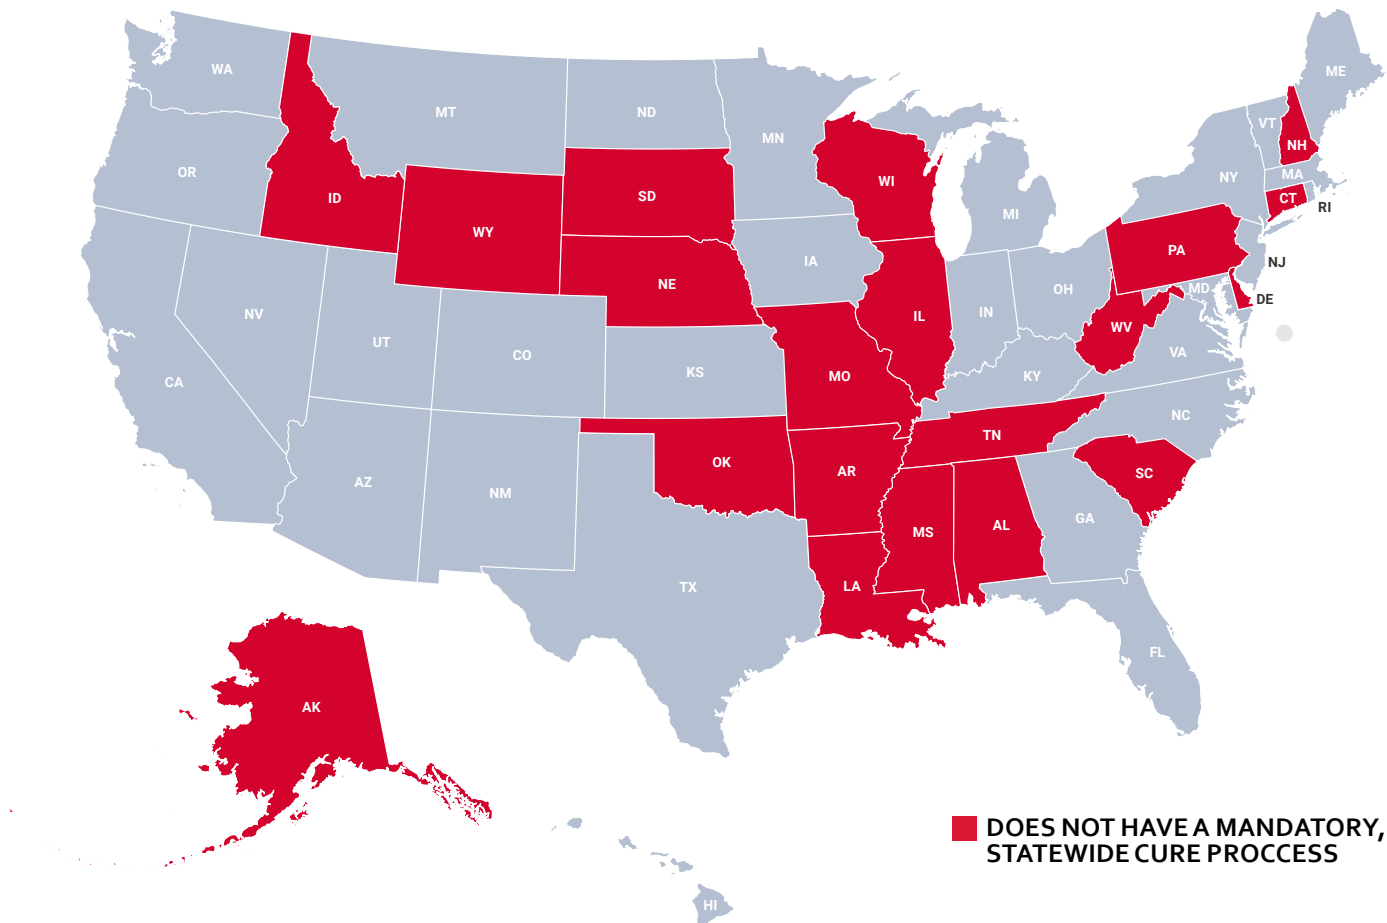 WA
MT
ND
MN
ME
VT
NH
OR
ID
SD
WI
NY
MA
CT
RI
WY
MI
PA
IA
NE
NJ
OH
MD
DE
NV
IL
IN
WV
UT
CO
VA
CA
KS
MO
KY
NC
TN
OK
AR
SC
AZ
NM
GA
MS
AL
TX
LA
FL
AK
HI
DOES NOT HAVE A MANDATORY,
STATEWIDE CURE PROCCESS